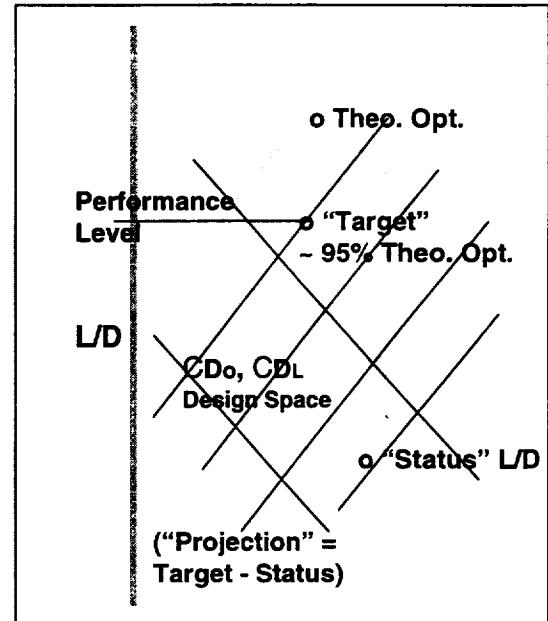 o Theo. Opt.
Performance
Level
o "Target"
~ 95% Theo. Opt.
L/D
CDo, CDL
Design Space
o "Status" L/D
("Projection" =
Target - Status)